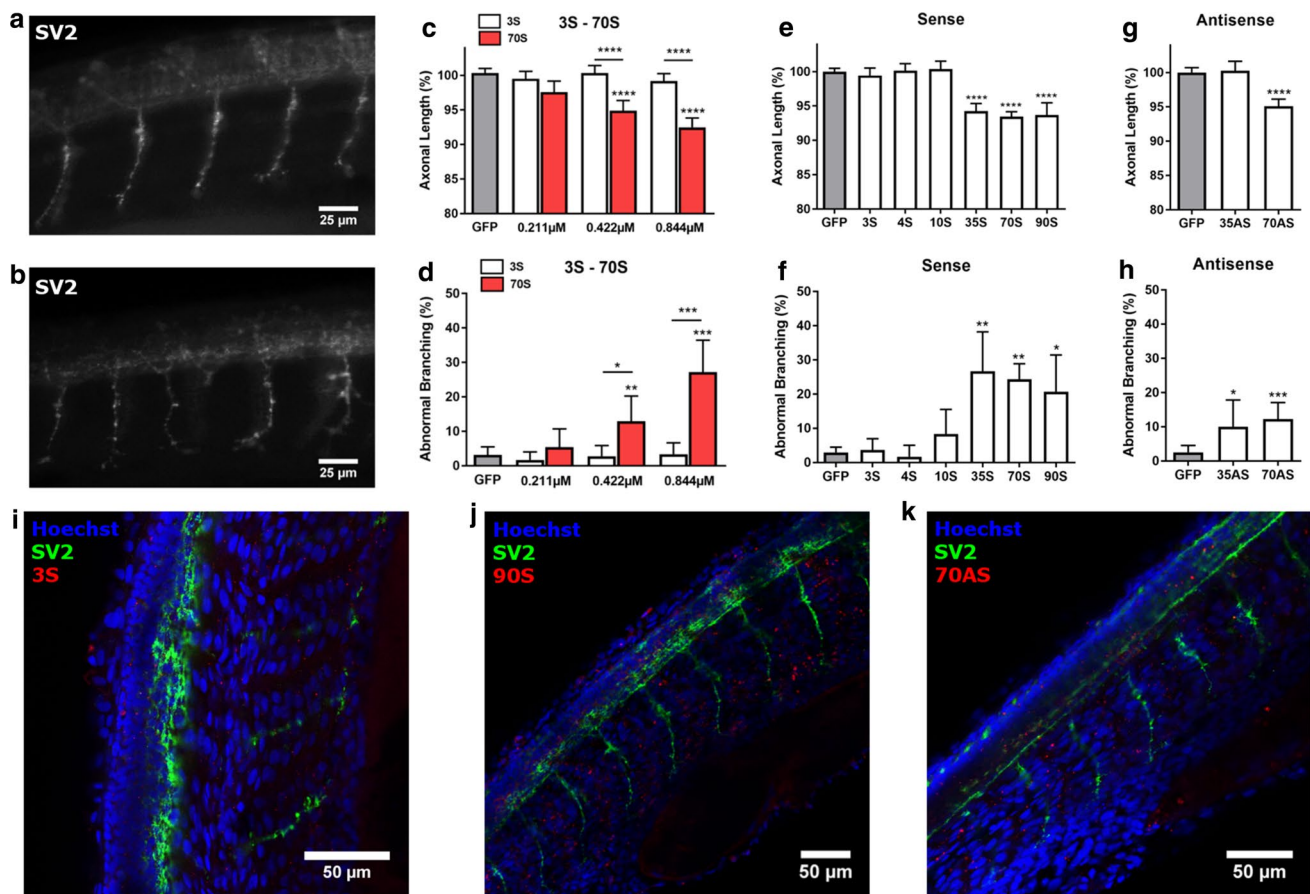 a
SV2
25 µm
b
SV2
25 µm
c
3S
70S
3S - 70S
Axonal Length (%)
100
95
90
85
80
****
****
****
****
GFP
0.211µM
0.422µM
0.844µM
d
3S
70S
3S - 70S
Abnormal Branching (%)
50
40
30
20
10
0
*
**
***
***
GFP
0.211µM
0.422µM
0.844µM
e
Sense
Axonal Length (%)
100
95
90
85
80
****
****
****
GFP
3S
4S
10S
35S
70S
90S
f
Sense
Abnormal Branching (%)
50
40
30
20
10
0
**
**
*
GFP
3S
4S
10S
35S
70S
90S
g
Antisense
Axonal Length (%)
100
95
90
85
80
****
GFP
35AS
70AS
h
Antisense
Abnormal Branching (%)
50
40
30
20
10
0
*
***
GFP
35AS
70AS
i
Hoechst
SV2
3S
50 µm
j
Hoechst
SV2
90S
50 µm
k
Hoechst
SV2
70AS
50 µm